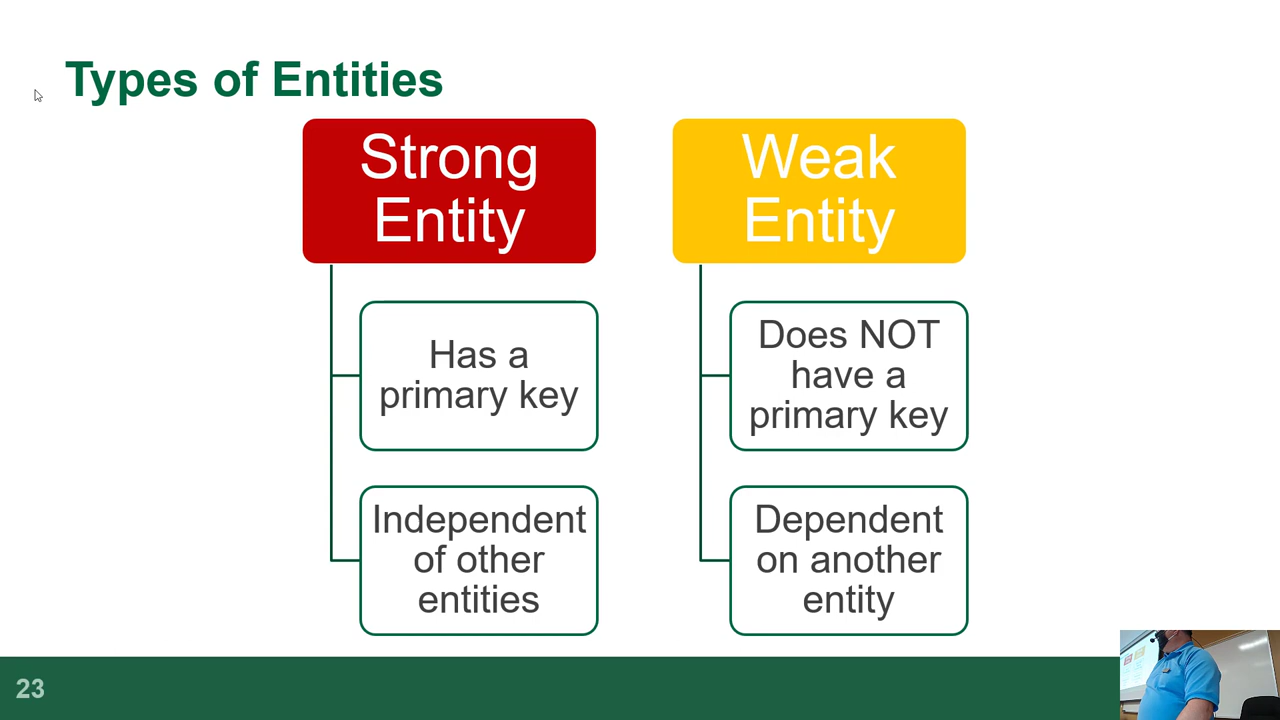 Types of Entities
Strong
Entity
Has a
primary key
Independent
of other
entities
Weak
Entity
Does NOT
have a
primary key
Dependent
on another
entity
23